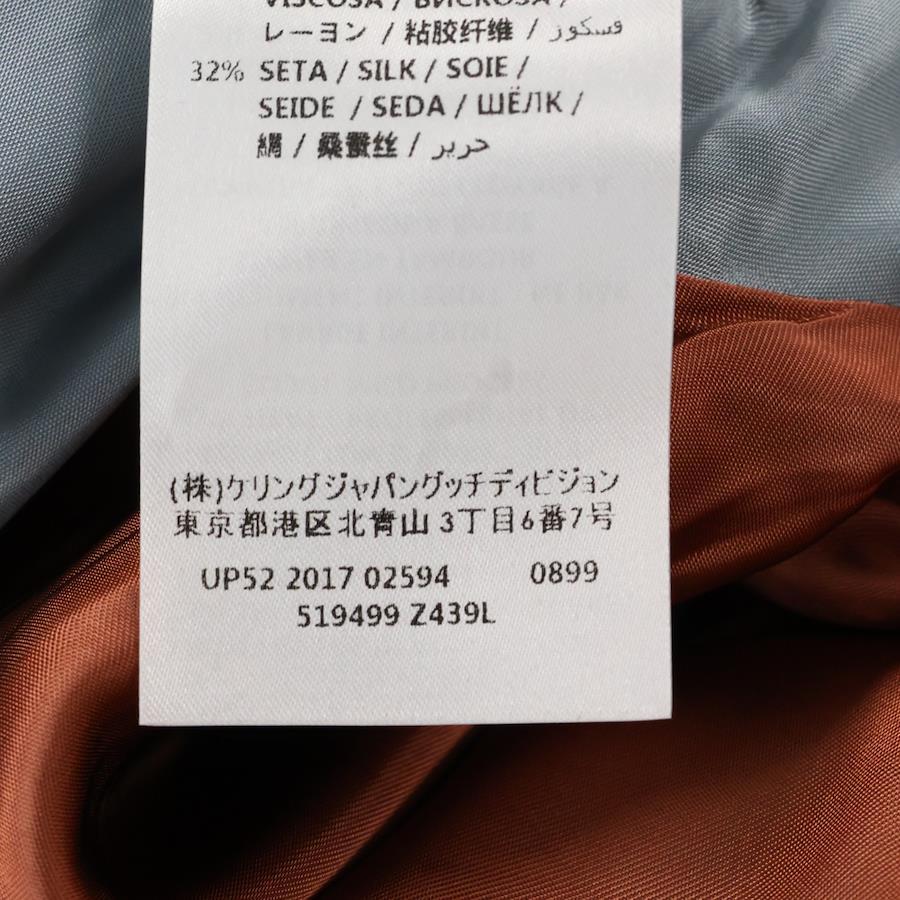 VISCOSA / ВИСКОЗА /
レーヨン / 粘胶纤维 / فسكوز
32% SETA / SILK / SOIE /
SEIDE / SEDA / ШЁЛК /
絹 / 桑蚕丝 / حرير
(株)ケリングジャパングッチディビジョン
東京都港区北青山3丁目6番7号
UP52 2017 02594 0899
519499 Z439L